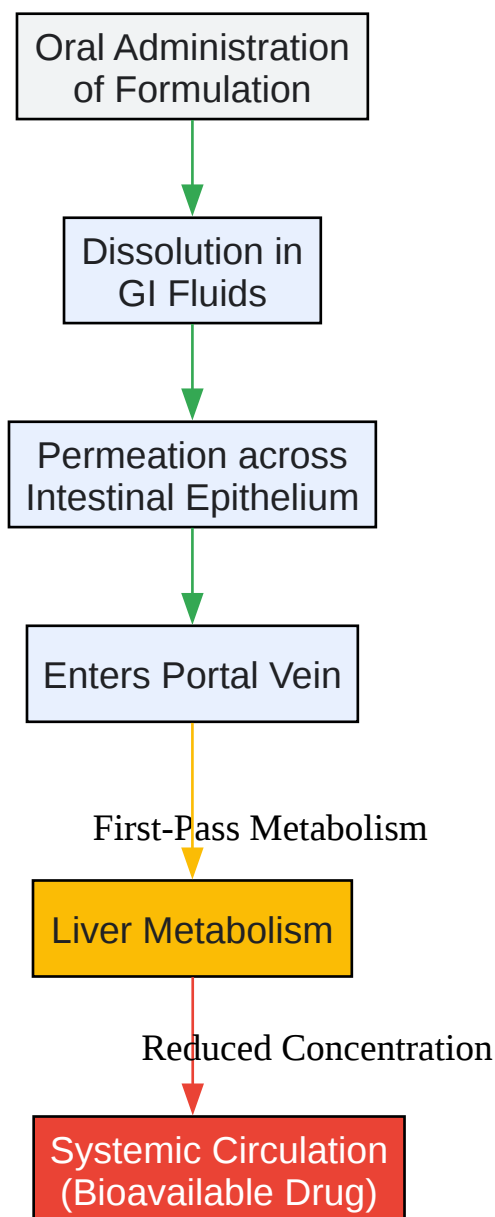 Oral Administration
of Formulation
Dissolution in
GI Fluids
Permeation across
Intestinal Epithelium
Enters Portal Vein
First-Pass Metabolism
Liver Metabolism
Reduced Concentration
Systemic Circulation
(Bioavailable Drug)